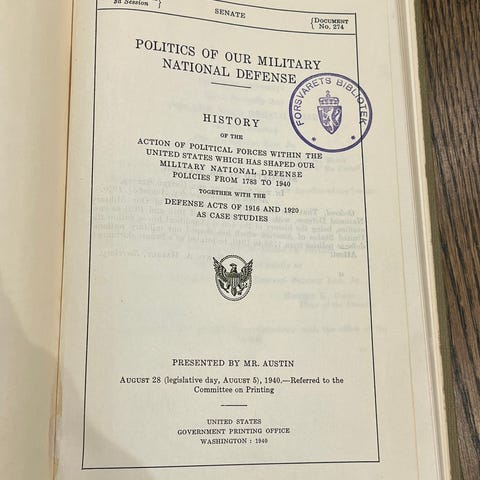 3d Session
SENATE
DOCUMENT
No. 274
POLITICS OF OUR MILITARY
NATIONAL DEFENSE
FORSVARETS BIBLIOTEK
HISTORY
OF THE
ACTION OF POLITICAL FORCES WITHIN THE
UNITED STATES WHICH HAS SHAPED OUR
MILITARY NATIONAL DEFENSE
POLICIES FROM 1783 TO 1940
TOGETHER WITH THE
DEFENSE ACTS OF 1916 AND 1920
AS CASE STUDIES
PRESENTED BY MR. AUSTIN
AUGUST 28 (legislative day, AUGUST 5), 1940.—Referred to the
Committee on Printing
UNITED STATES
GOVERNMENT PRINTING OFFICE
WASHINGTON : 1940